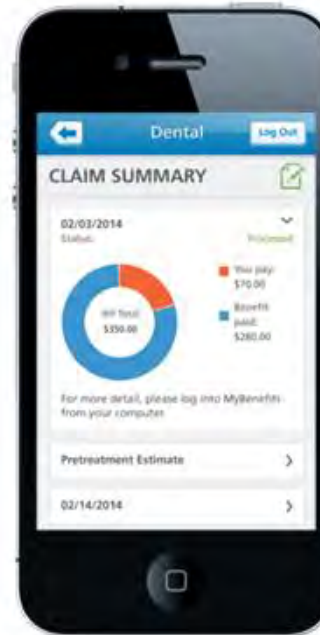 Dental
Log Out
CLAIM SUMMARY
02/03/2014
Status:
Processed
You pay:
$70.00
Bill Total:
$350.00
Benefit
paid:
$280.00
For more detail, please log into MyBenefits
from your computer.
Pretreatment Estimate
02/14/2014